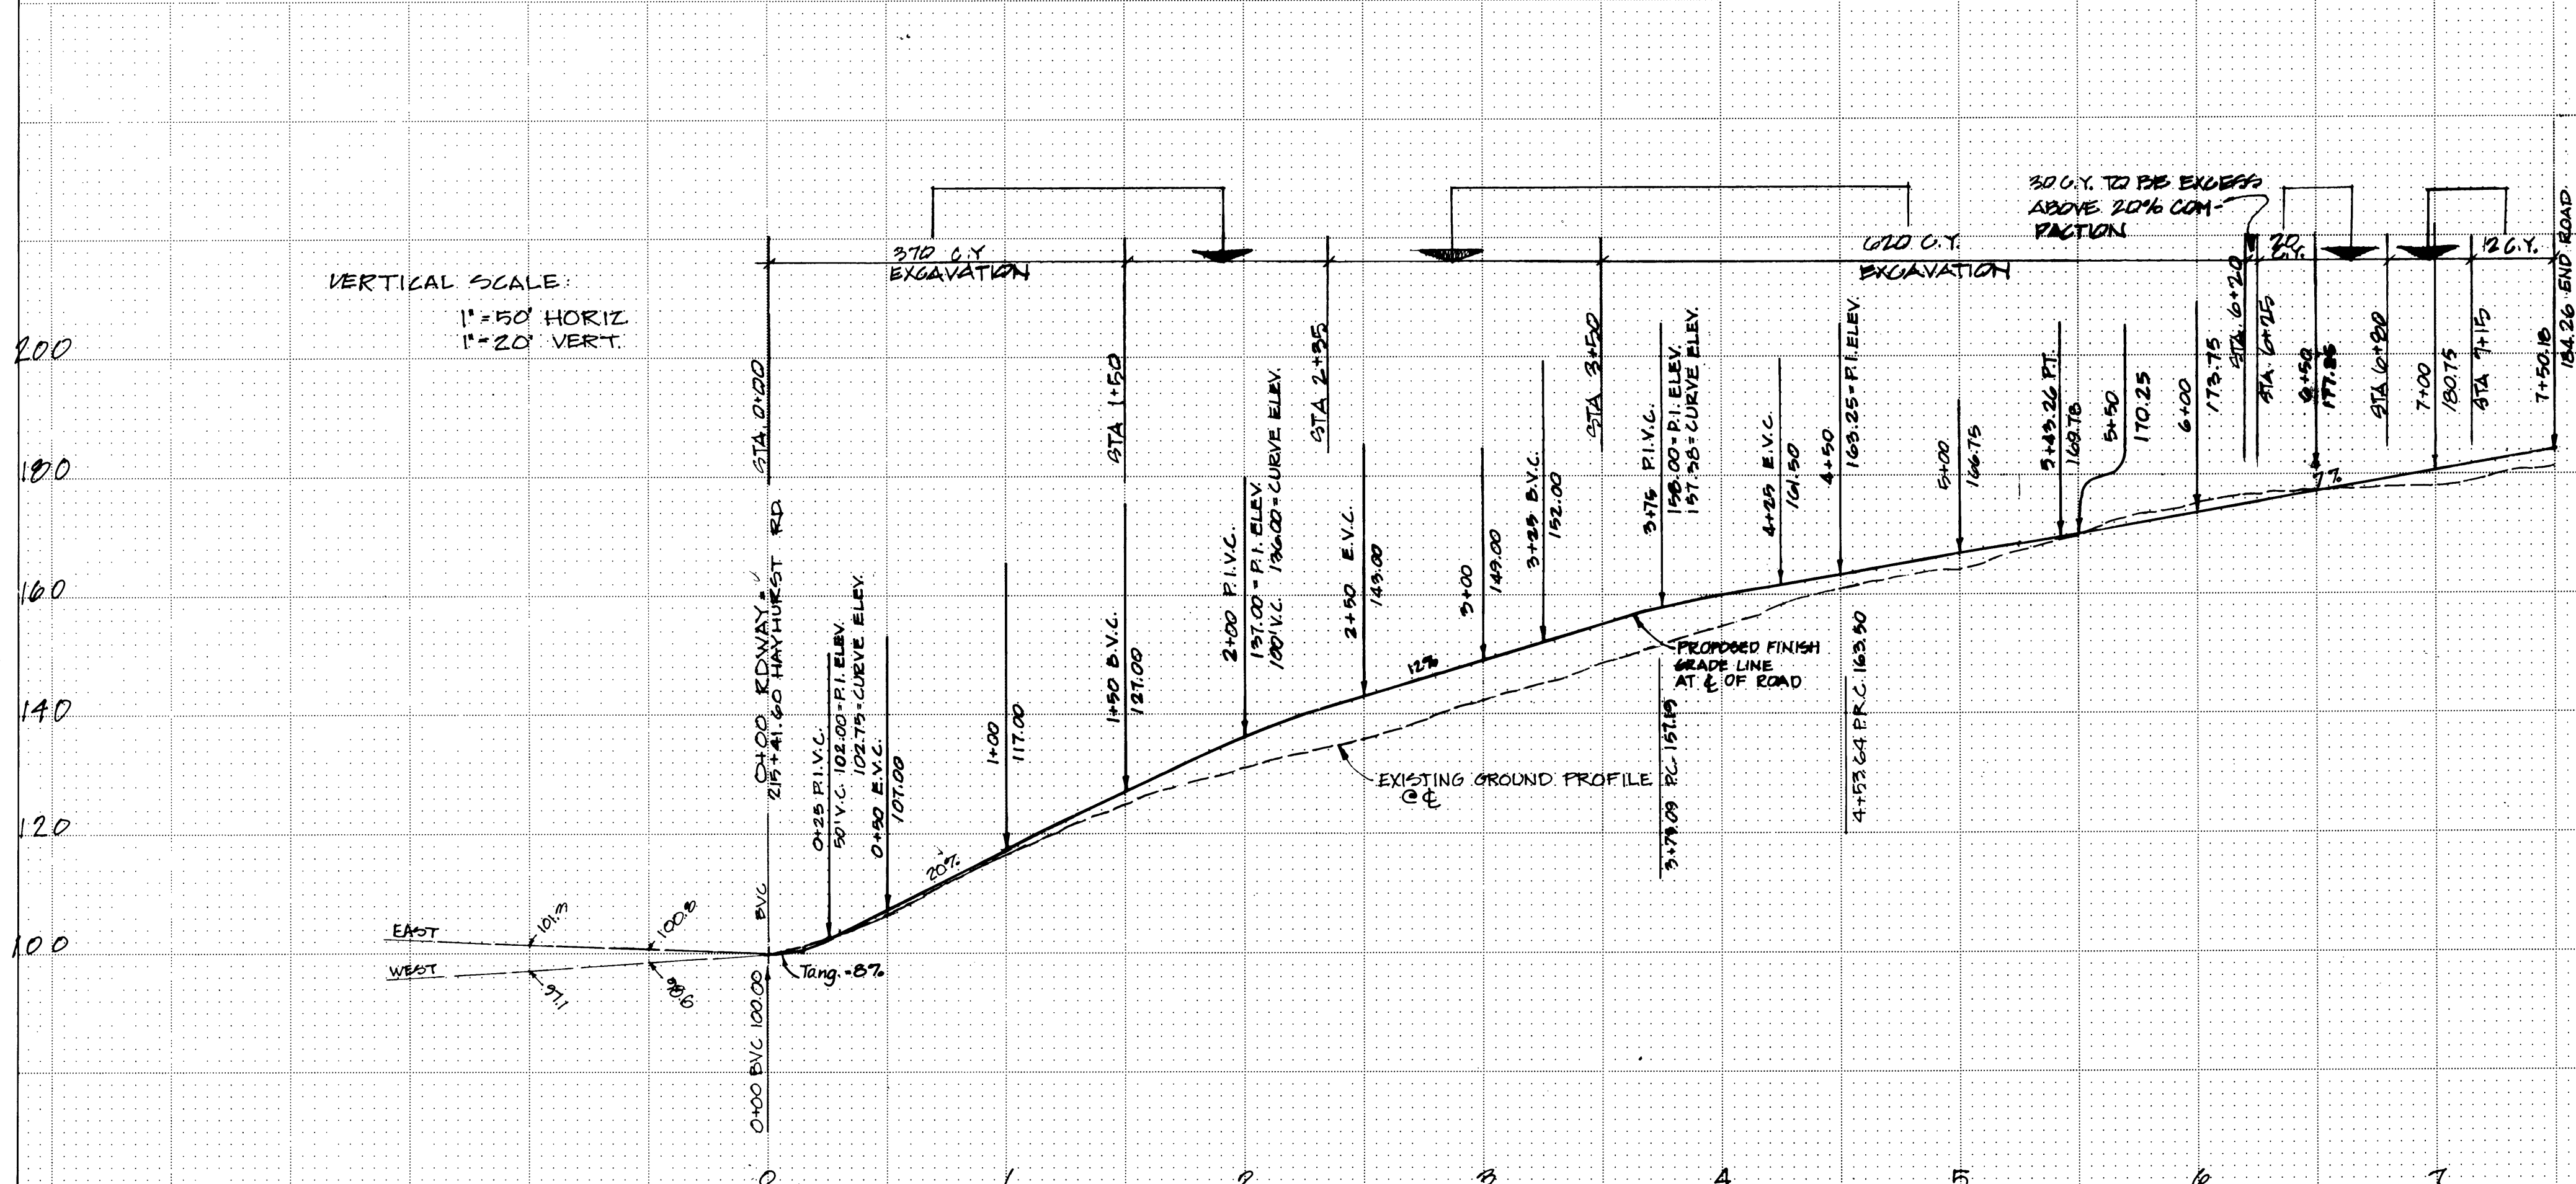 30 C.Y. TO BE EXCESS
ABOVE 20% COM-
PACTION
370 C.Y
EXCAVATION
620 C.Y.
EXCAVATION
20
C.Y.
12 C.Y.
VERTICAL SCALE:
1"=50' HORIZ
1"=20' VERT.
200
180
160
140
120
100
STA. 0+00
0+00 RDWAY=
215+41.60 HAYHURST RD.
BVC
0+00 BVC 100.00
EAST
WEST
101.7
100.8
97.1
98.6
Tang.=8%
0+25 P.I.V.C.
50' V.C. 102.00=P.I. ELEV.
102.75=CURVE ELEV.
0+50 E.V.C.
107.00
20%
1+00
117.00
STA 1+50
1+50 B.V.C.
127.00
2+00 P.I.V.C.
137.00=P.I. ELEV.
100' V.C. 136.00=CURVE ELEV.
STA 2+35
2+50 E.V.C.
143.00
12%
3+00
149.00
3+25 B.V.C.
152.00
STA 3+50
3+75 P.I.V.C.
158.00=P.I. ELEV.
157.38=CURVE ELEV.
PROPOSED FINISH
GRADE LINE
AT ℄ OF ROAD
EXISTING GROUND PROFILE
@ ℄
P.C. 157.19
4+25 E.V.C.
161.50
4+50
163.25=P.I. ELEV.
4+53.64 P.R.C. 163.50
5+00
166.75
5+43.26 P.T.
169.78
5+50
170.25
6+00
173.75
STA. 6+20
STA. 6+25
6+50
7%
STA 6+80
7+00
180.75
STA 7+15
7+50.18
184.26 END ROAD
0 1 2 3 4 5 6 7